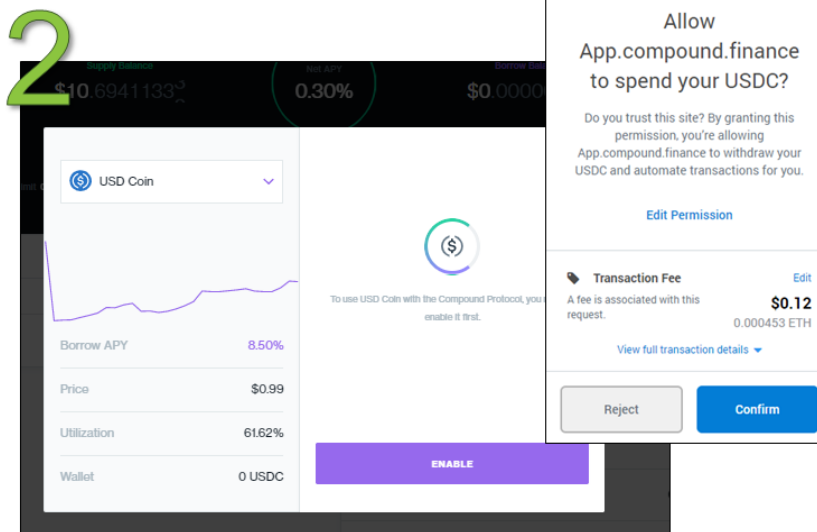 2
Supply Balance
$10.6941133
Net APY
0.30%
Borrow
$0.0000
USD Coin
To use USD Coin with the Compound Protocol, you
enable it first.
Borrow APY 8.50%
Price $0.99
Utilization 61.62%
Wallet 0 USDC
ENABLE
Allow
App.compound.finance
to spend your USDC?
Do you trust this site? By granting this
permission, you're allowing
App.compound.finance to withdraw your
USDC and automate transactions for you.
Edit Permission
Transaction Fee Edit
A fee is associated with this
request.
$0.12
0.000453 ETH
View full transaction details
Reject Confirm